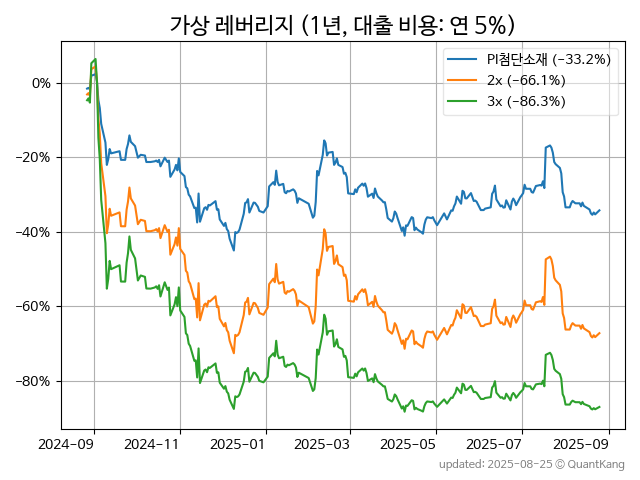 가상 레버리지 (1년, 대출 비용: 연 5%)
PI첨단소재 (−33.2%)
2x (−66.1%)
3x (−86.3%)
0%
−20%
−40%
−60%
−80%
2024-09 2024-11 2025-01 2025-03 2025-05 2025-07 2025-09
updated: 2025-08-25 © QuantKang